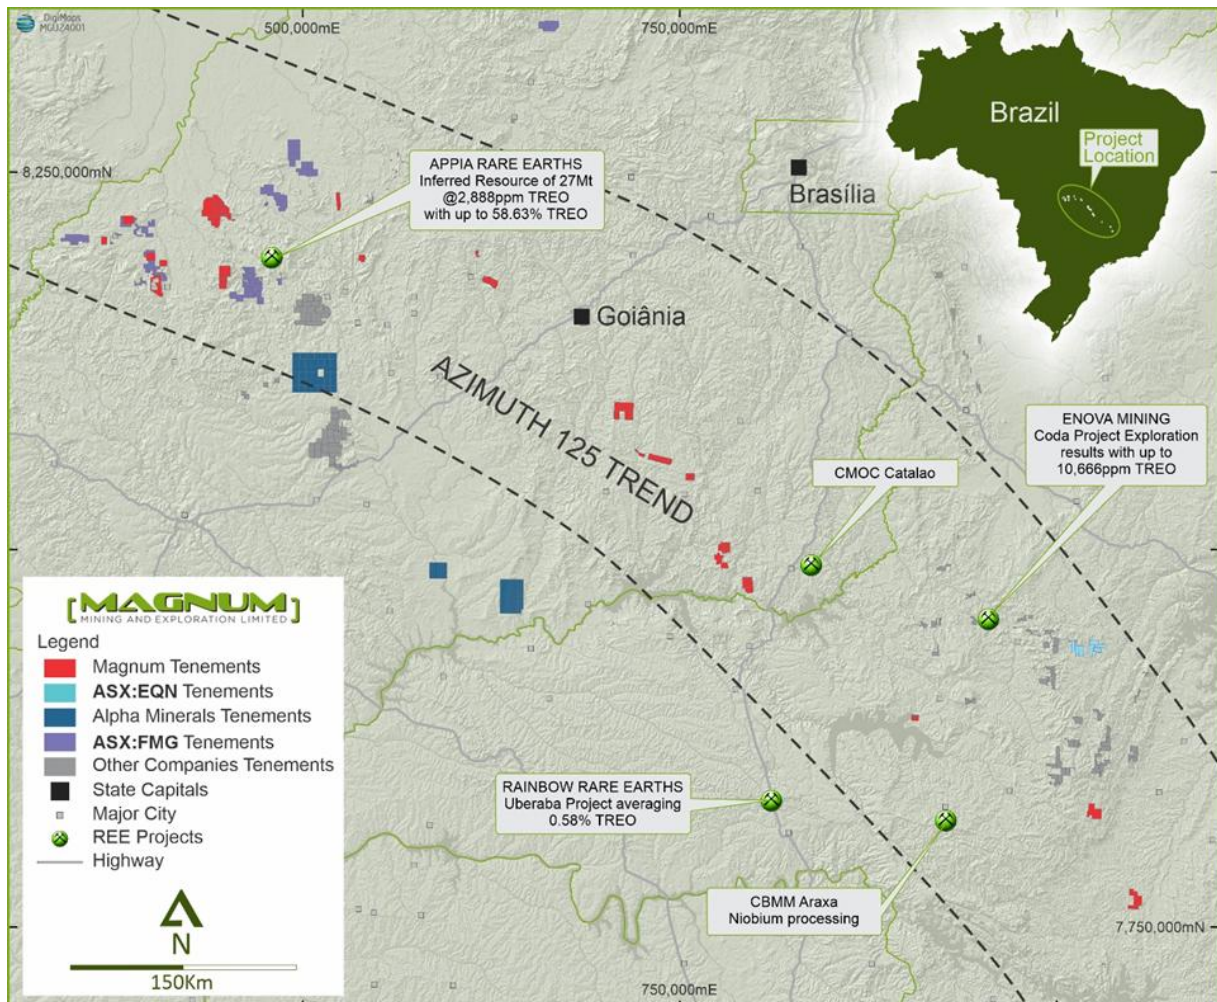 DigiMaps
MGUZ4001
500,000mE
750,000mE
8,250,000mN
APPIA RARE EARTHS
Inferred Resource of 27Mt
@2,888ppm TREO
with up to 58.63% TREO
Brasília
Brazil
Project
Location
Goiânia
AZIMUTH 125 TREND
ENOVA MINING
Coda Project Exploration
results with up to
10,666ppm TREO
CMOC Catalao
RAINBOW RARE EARTHS
Uberaba Project averaging
0.58% TREO
CBMM Araxa
Niobium processing
7,750,000mN
750,000mE
[MAGNUM]
MINING AND EXPLORATION LIMITED
Legend
Magnum Tenements
ASX:EQN Tenements
Alpha Minerals Tenements
ASX:FMG Tenements
Other Companies Tenements
State Capitals
Major City
REE Projects
Highway
N
150Km